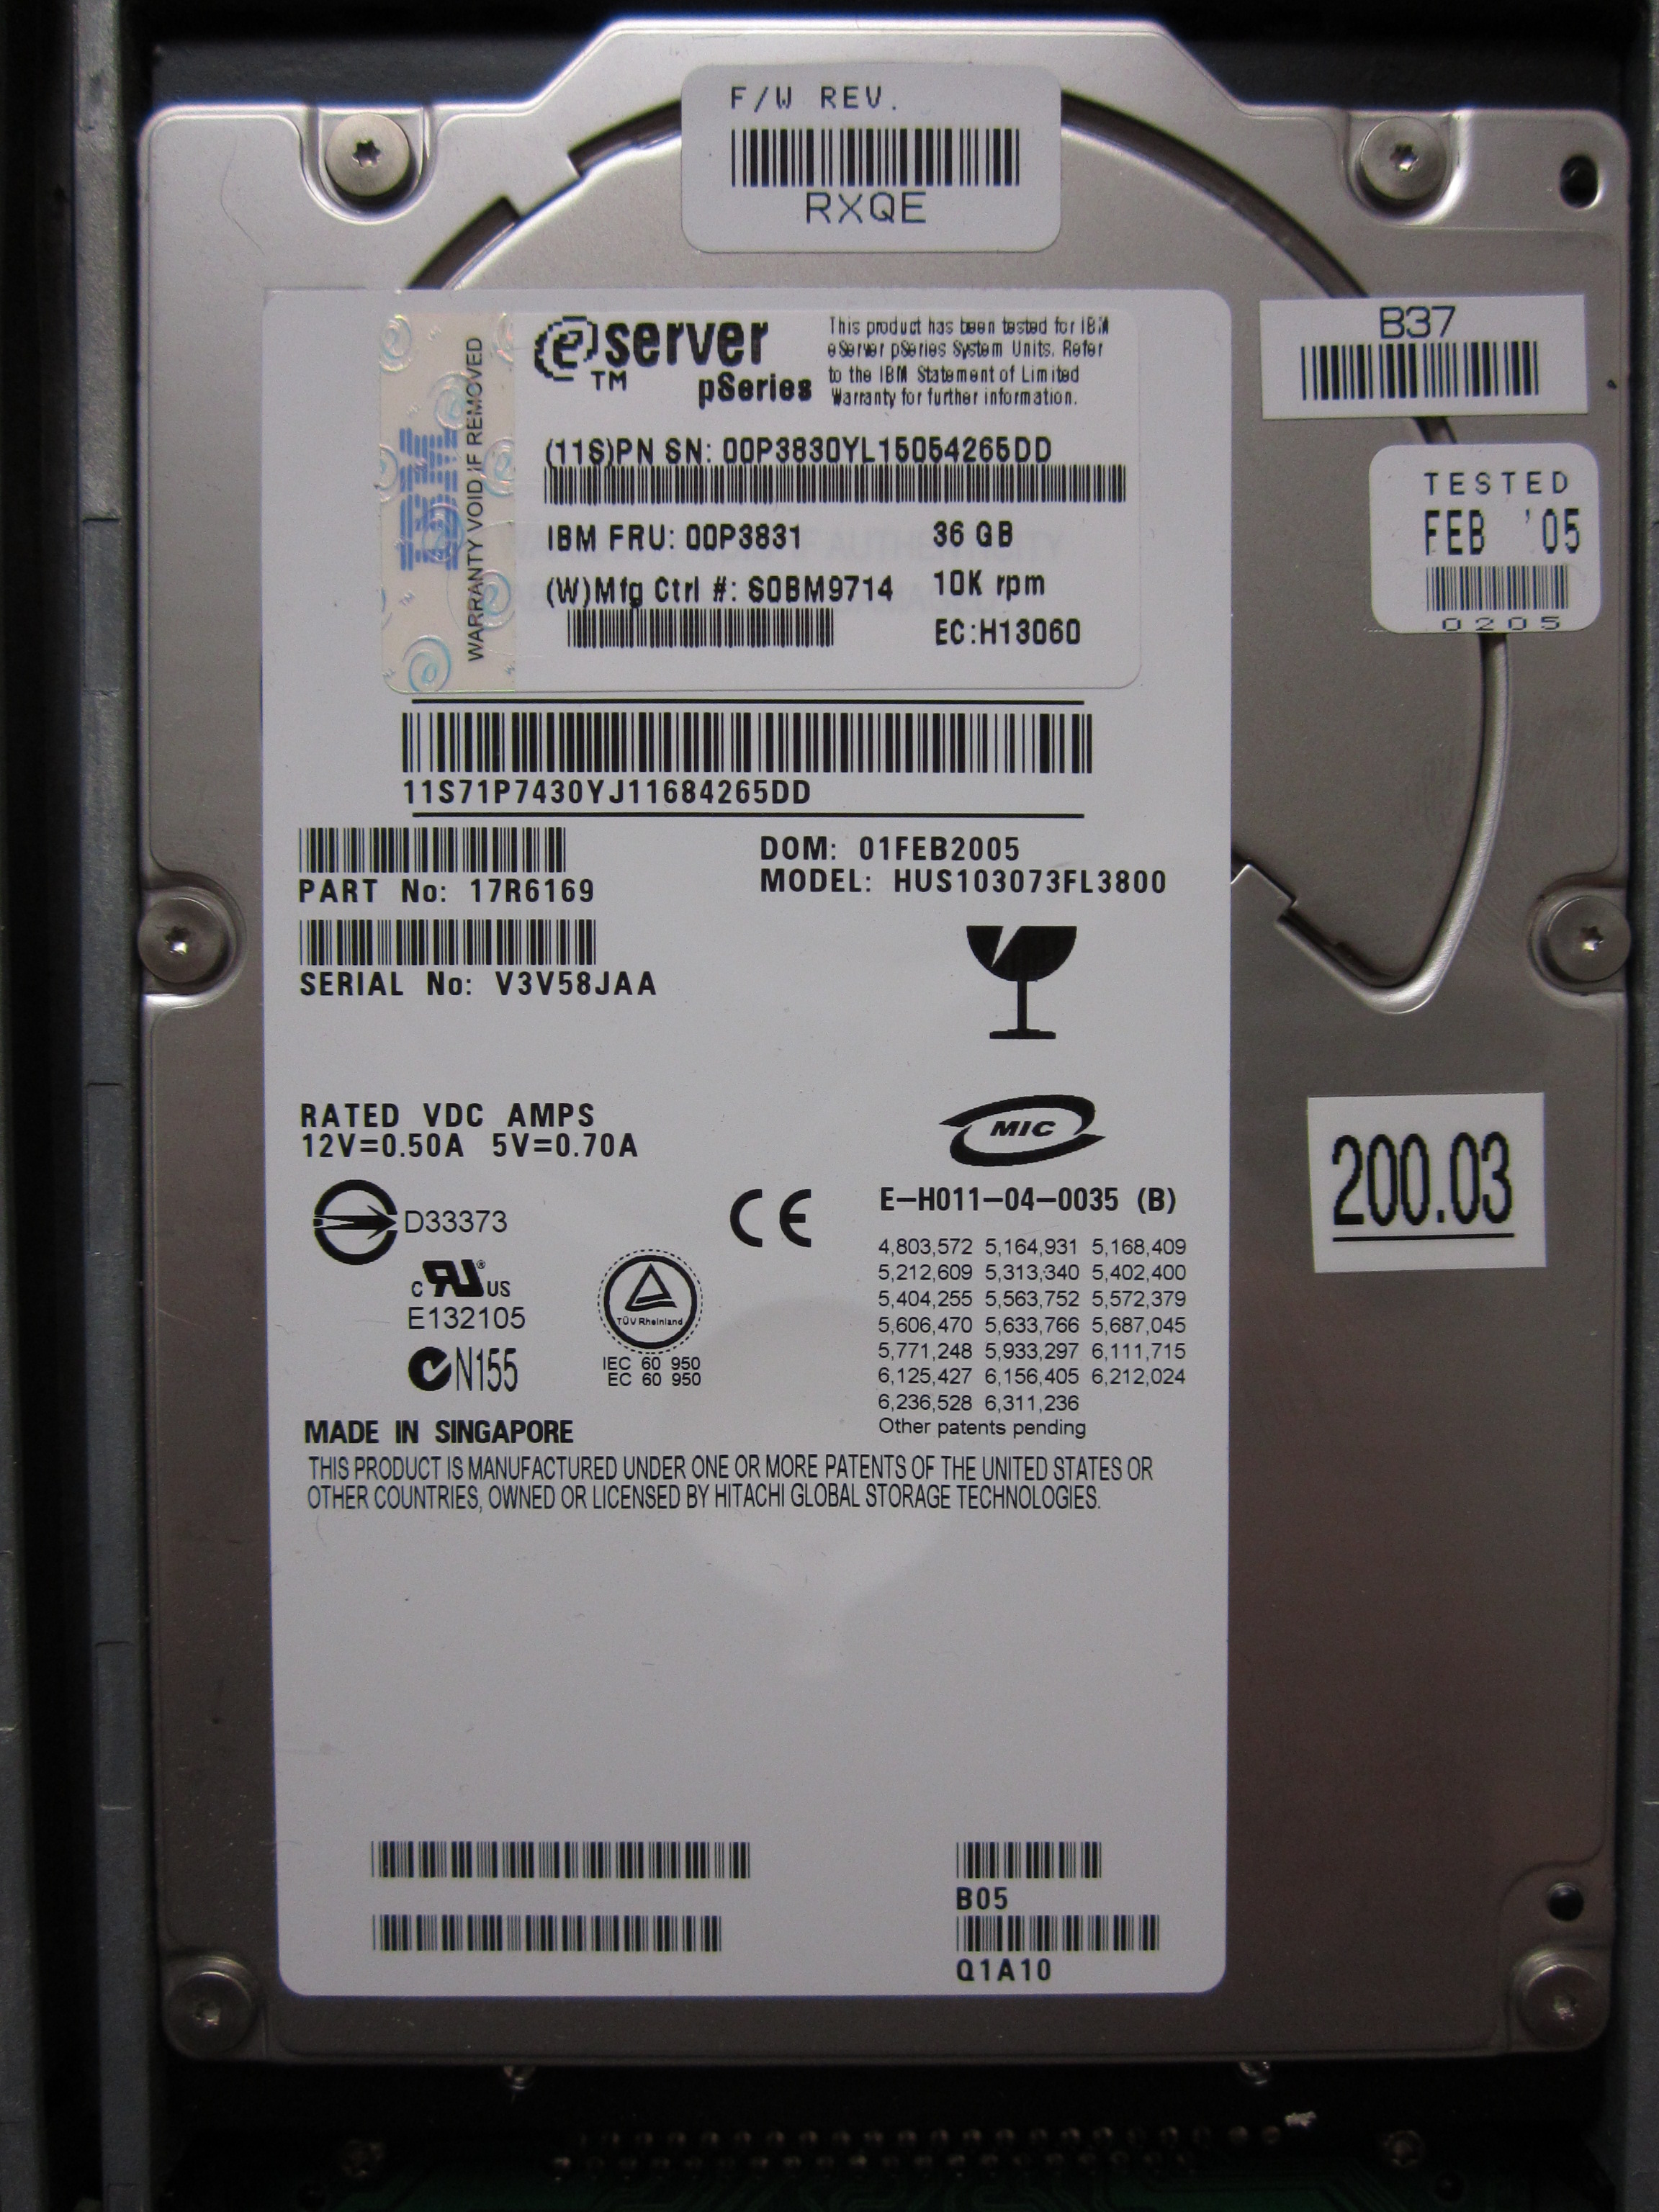 F/W REV.
RXQE
B37
TESTED
FEB '05
0205
IBM
WARRANTY VOID IF REMOVED
eserver
TM
pSeries
This product has been tested for IBM
eServer pSeries System Units. Refer
to the IBM Statement of Limited
Warranty for further information.
(11S)PN SN: 00P3830YL15054265DD
IBM FRU: 00P3831 36 GB
(W)Mfg Ctrl #: S0BM9714 10K rpm
EC:H13060
11S71P7430YJ11684265DD
PART No: 17R6169
SERIAL No: V3V58JAA
DOM: 01FEB2005
MODEL: HUS103073FL3800
RATED VDC AMPS
12V=0.50A 5V=0.70A
D33373
C RU® US
E132105
N155
TÜV Rheinland
IEC 60 950
EC 60 950
CE
MIC
E-H011-04-0035 (B)
4,803,572 5,164,931 5,168,409
5,212,609 5,313,340 5,402,400
5,404,255 5,563,752 5,572,379
5,606,470 5,633,766 5,687,045
5,771,248 5,933,297 6,111,715
6,125,427 6,156,405 6,212,024
6,236,528 6,311,236
Other patents pending
200.03
MADE IN SINGAPORE
THIS PRODUCT IS MANUFACTURED UNDER ONE OR MORE PATENTS OF THE UNITED STATES OR
OTHER COUNTRIES, OWNED OR LICENSED BY HITACHI GLOBAL STORAGE TECHNOLOGIES.
B05
Q1A10